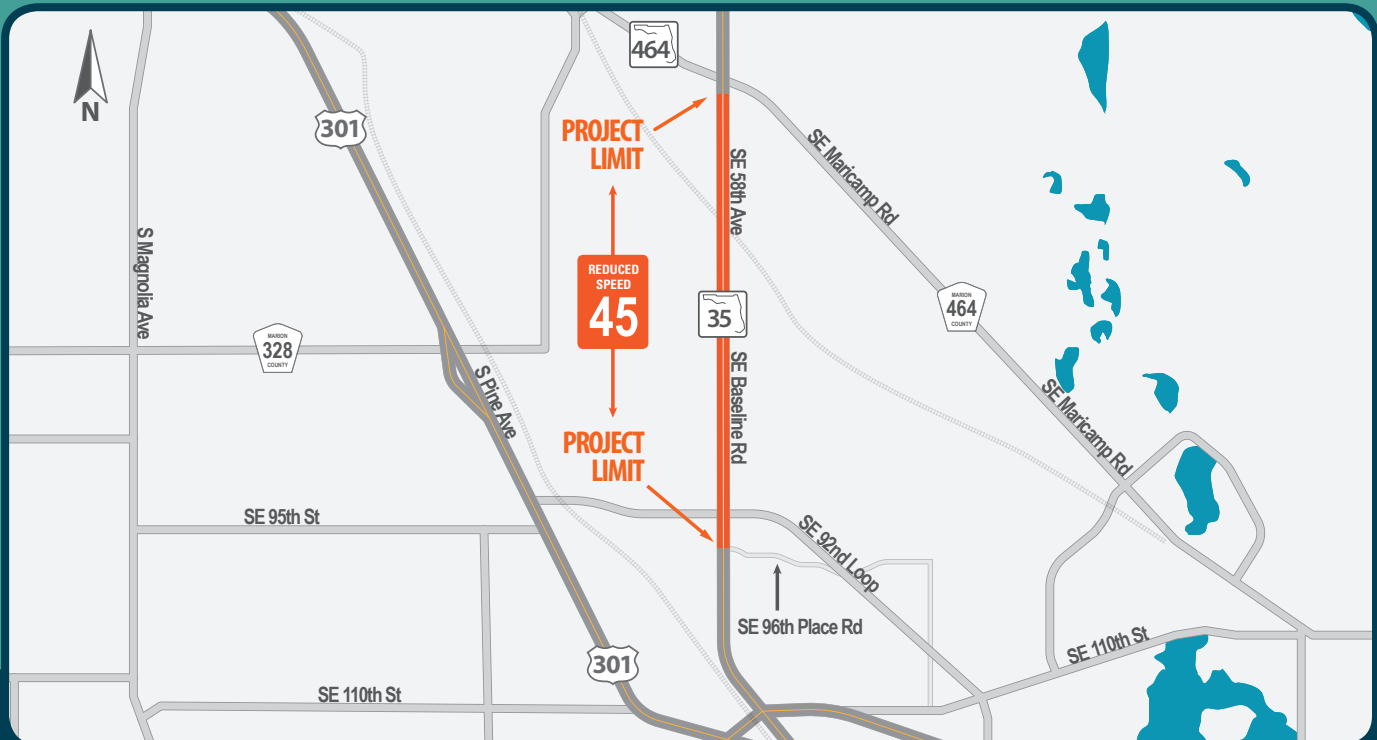 464
N
301
PROJECT
LIMIT
SE 58th Ave
SE Maricamp Rd
S Magnolia Ave
REDUCED
SPEED
45
35
MARION
464
COUNTY
MARION
328
COUNTY
S Pine Ave
SE Baseline Rd
SE Maricamp Rd
PROJECT
LIMIT
SE 95th St
SE 92nd Loop
SE 96th Place Rd
SE 110th St
301
SE 110th St